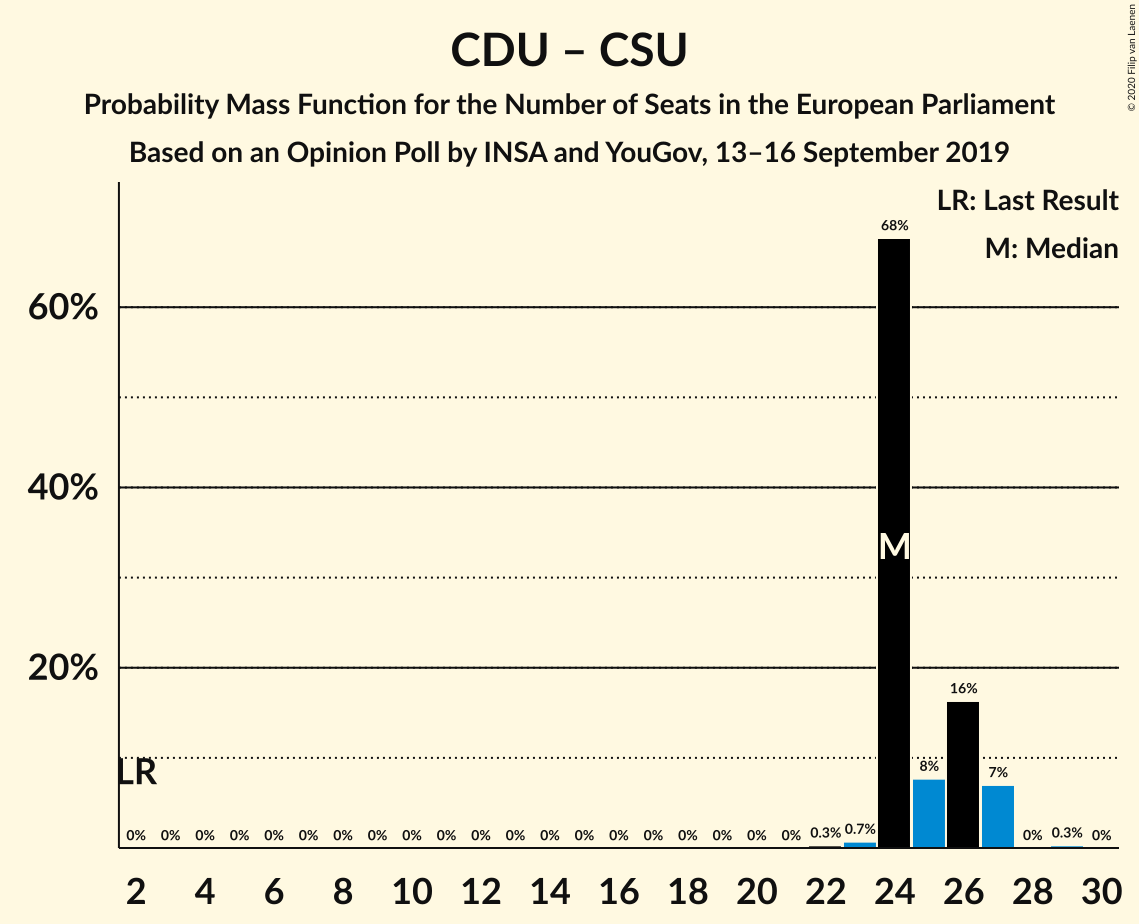 CDU – CSU
Probability Mass Function for the Number of Seats in the European Parliament
Based on an Opinion Poll by INSA and YouGov, 13–16 September 2019
© 2020 Filip van Laenen
LR: Last Result
M: Median
60%
40%
20%
68%
M
16%
8%
7%
LR
0% 0% 0% 0% 0% 0% 0% 0% 0% 0% 0% 0% 0% 0% 0% 0% 0% 0% 0% 0% 0.3% 0.7% 0% 0.3% 0%
2 4 6 8 10 12 14 16 18 20 22 24 26 28 30